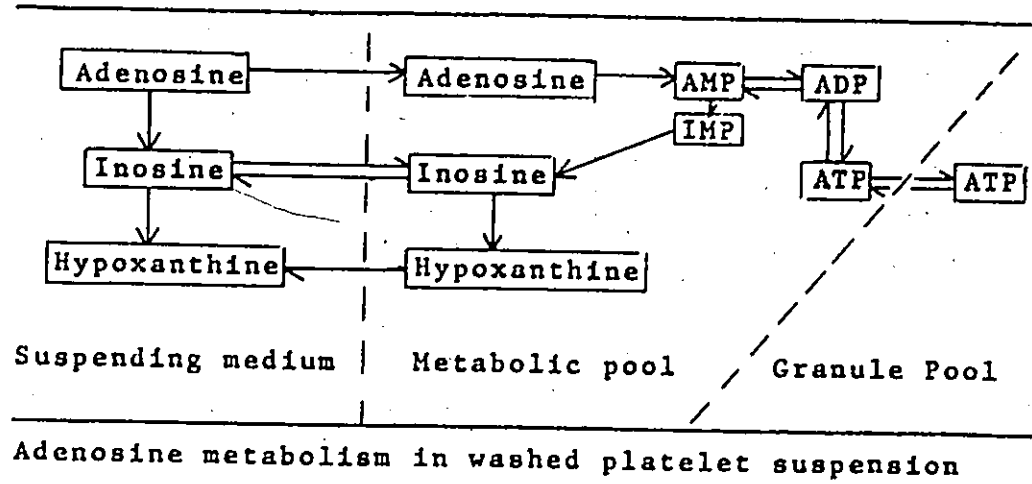 Adenosine Adenosine AMP ADP
IMP
Inosine Inosine ATP ATP
Hypoxanthine Hypoxanthine
Suspending medium Metabolic pool Granule Pool
Adenosine metabolism in washed platelet suspension